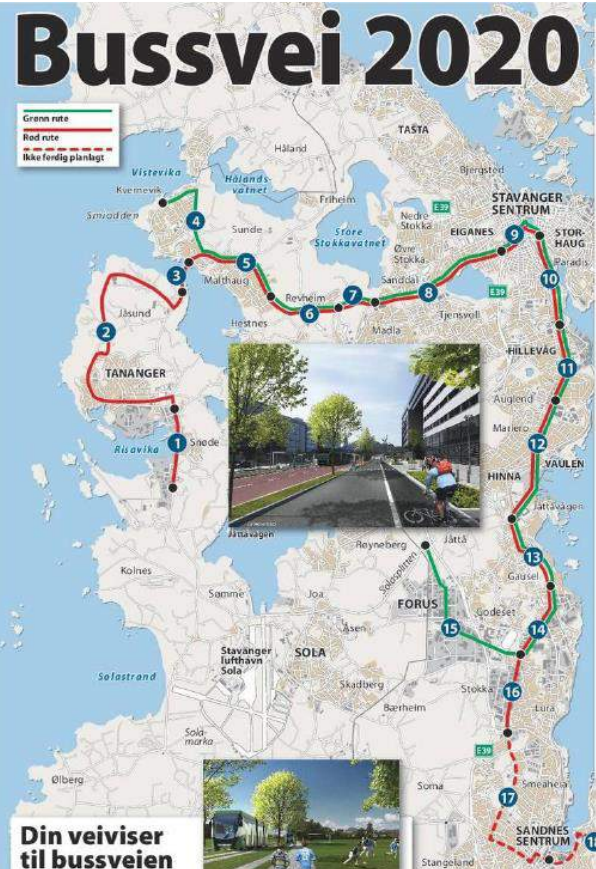 Bussvei 2020
Grønn rute
Rød rute
Ikke ferdig planlagt
TASTA
Håland
Bjergsted
Vistevika
Hålands-
vatnet
Kvernevik
Friheim
STAVANGER
SENTRUM
Smiodden
Nedre
Stokka
E39
4
EIGANES
9
STOR-
HAUG
Sunde
Store
Stokkavatnet
Øvre
Stokka
Paradis
3
5
Malthaug
Sanddal
10
Revheim
7
8
E39
6
Hestnes
Madla
Tjensvoll
Jåsund
2
HILLEVÅG
TANANGER
11
Auglend
Mariero
Risavika
1
Snøde
12
VAULEN
HINNA
Jåttavågen
Jåttavågen
Røyneberg
Jåttå
Solasplitten
13
Kolnes
Gausel
Sømme
Joa
FORUS
Godeset
Åsen
15
14
Stavanger
lufthavn
Sola
SOLA
Solastrand
Skadberg
Stokka
16
Bærheim
Lura
Sola-
marka
E39
Ølberg
Soma
Smeaheia
17
Din veiviser
til bussveien
SANDNES
SENTRUM
18
Stangeland